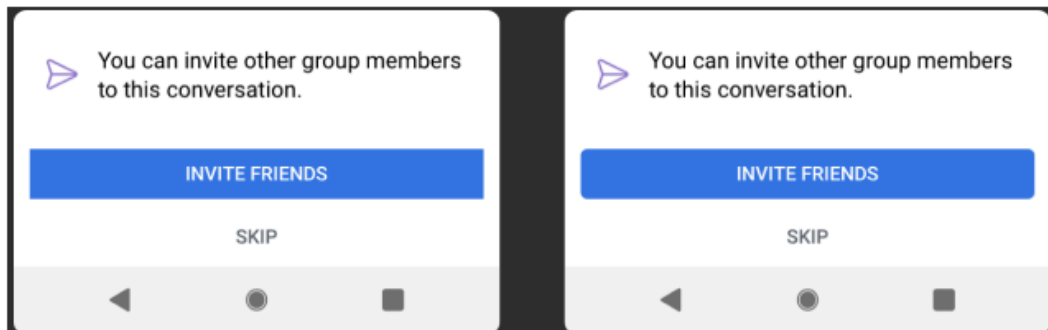 You can invite other group members
to this conversation.
INVITE FRIENDS
SKIP
You can invite other group members
to this conversation.
INVITE FRIENDS
SKIP